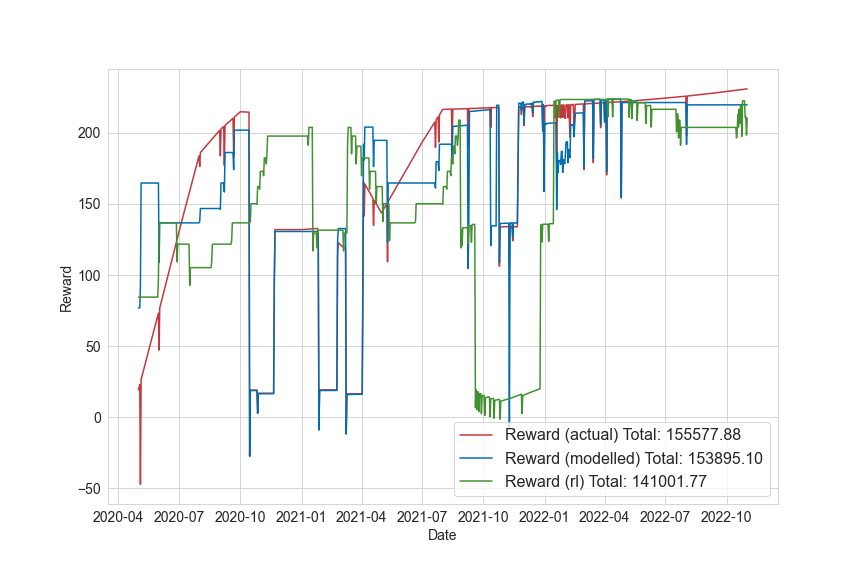 200
150
100
50
0
−50
Reward
Reward (actual) Total: 155577.88
Reward (modelled) Total: 153895.10
Reward (rl) Total: 141001.77
2020-04 2020-07 2020-10 2021-01 2021-04 2021-07 2021-10 2022-01 2022-04 2022-07 2022-10
Date